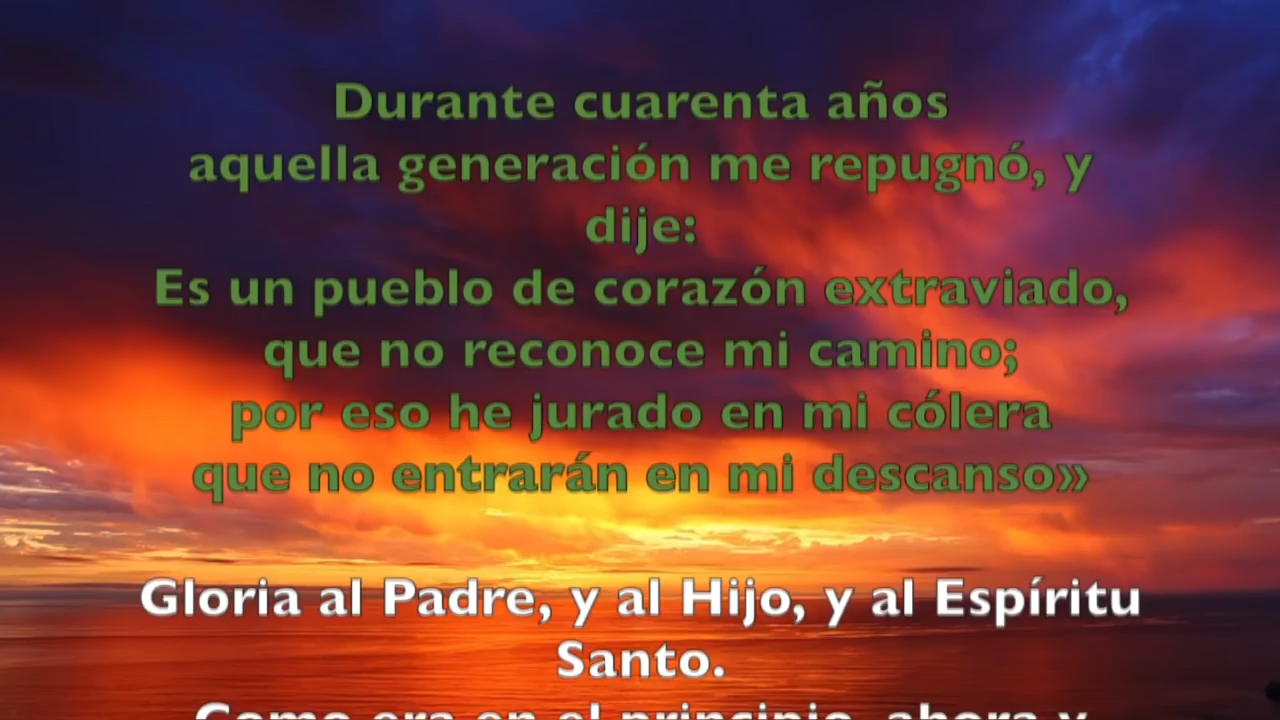 Durante cuarenta años
aquella generación me repugnó, y
dije:
Es un pueblo de corazón extraviado,
que no reconoce mi camino;
por eso he jurado en mi cólera
que no entrarán en mi descanso»
Gloria al Padre, y al Hijo, y al Espíritu
Santo.
Como era en el principio, ahora y